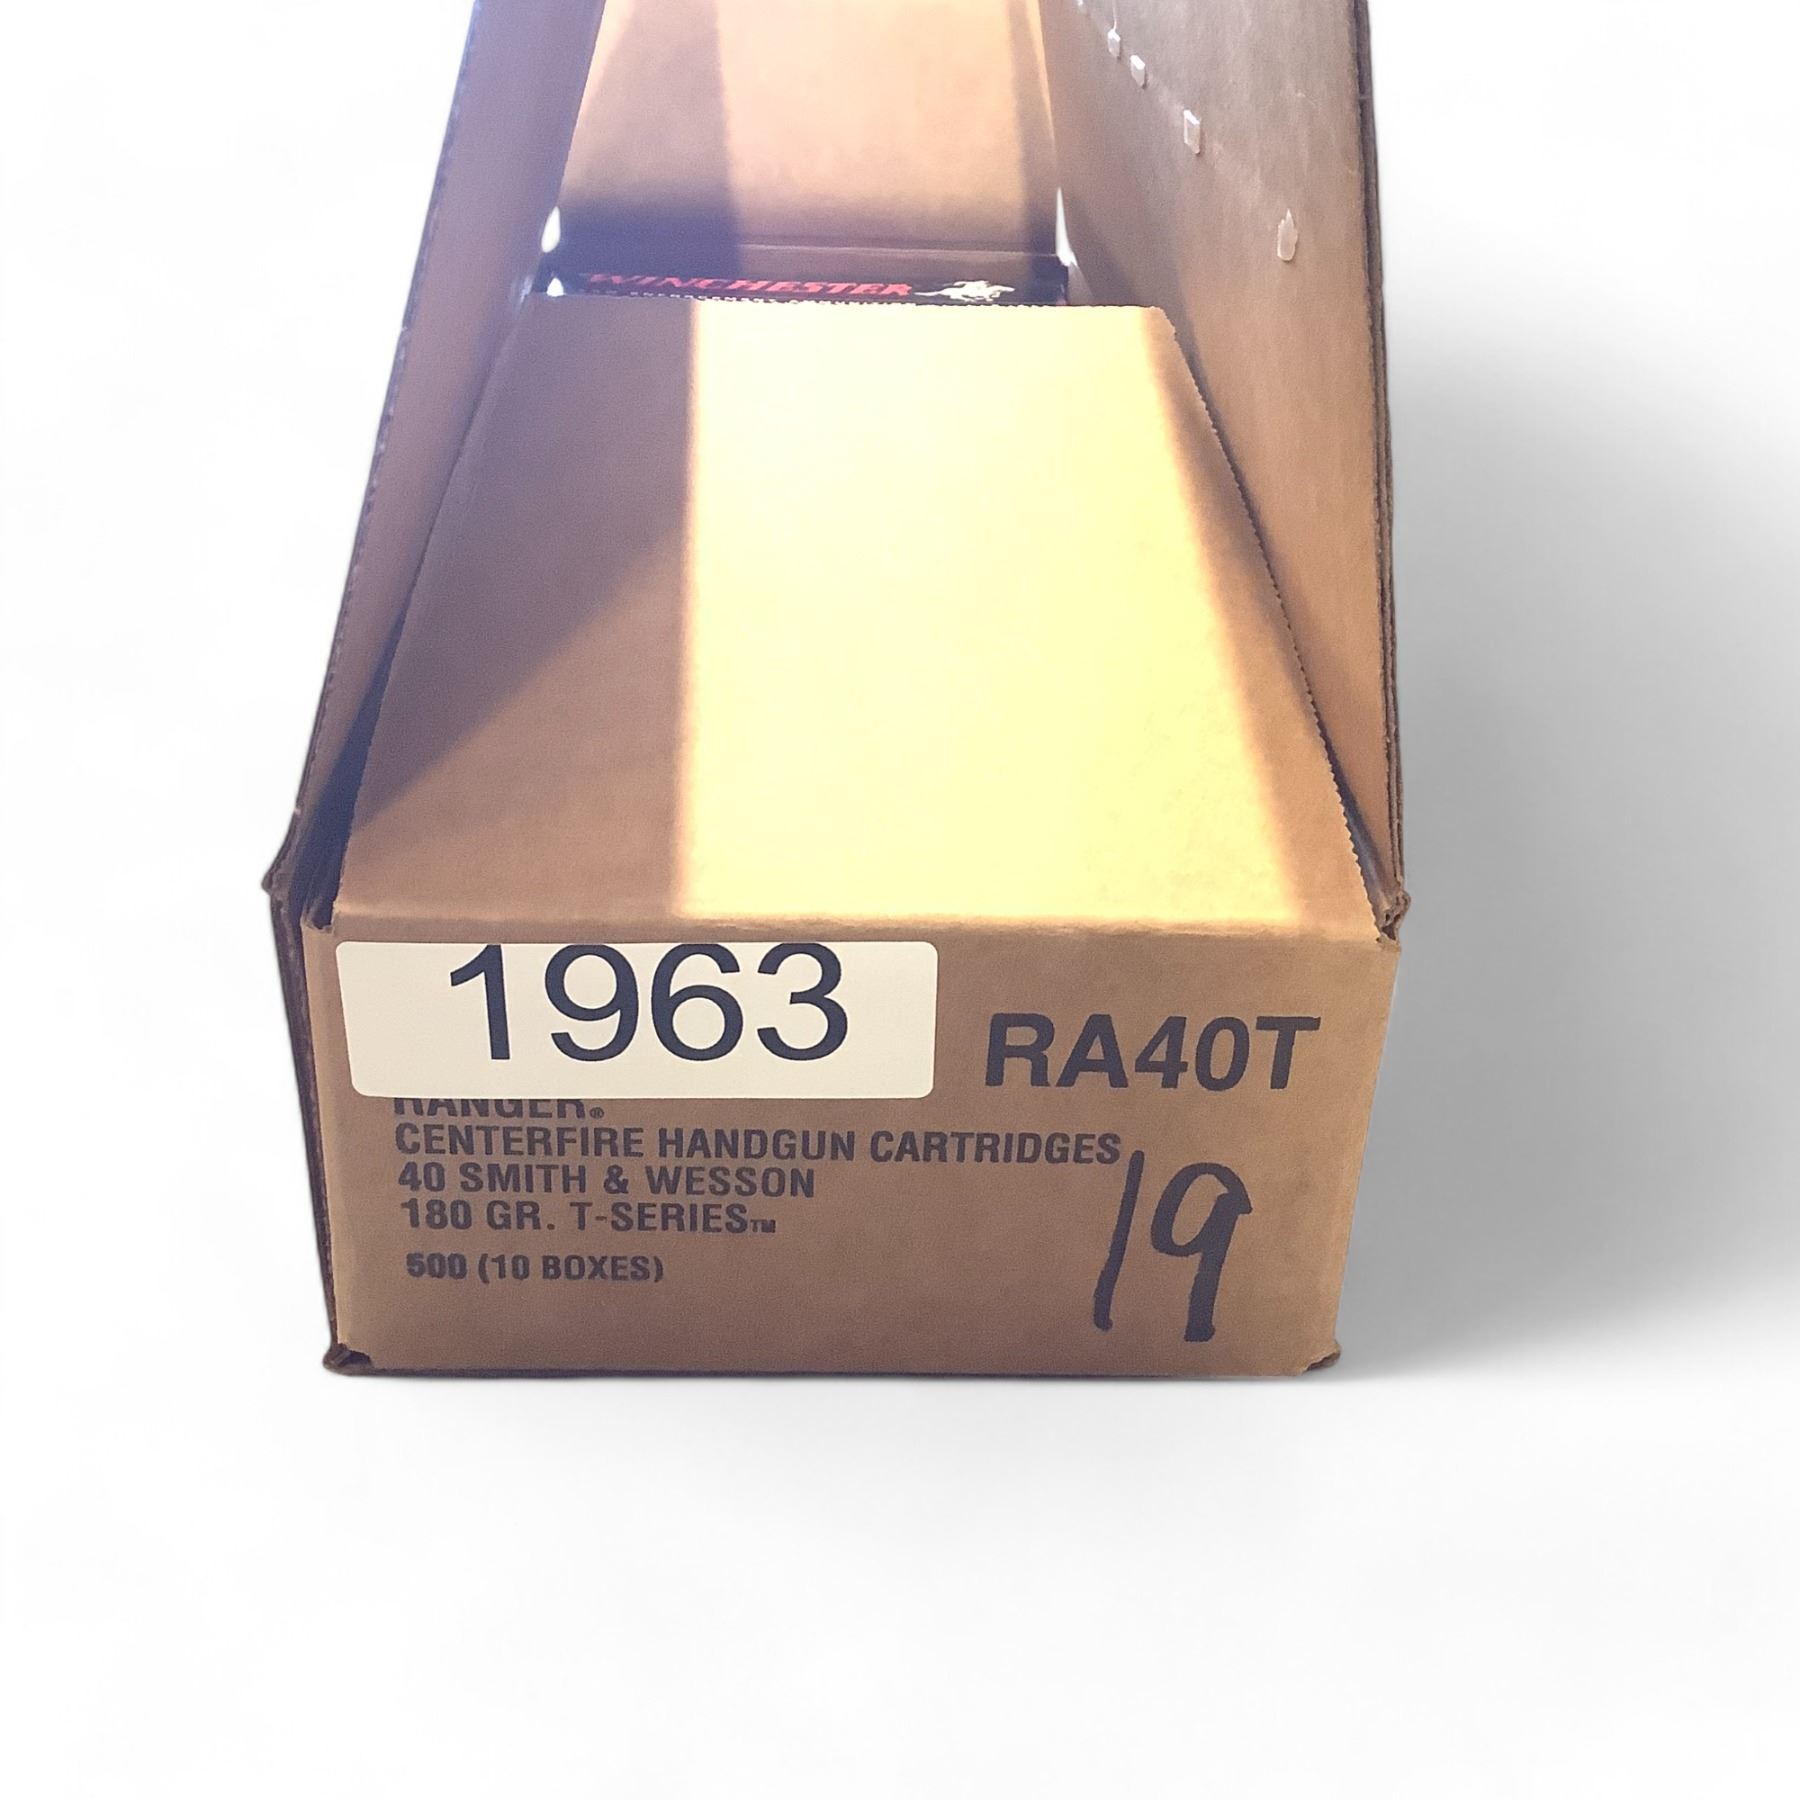 WINCHESTER
1963
RA40T
RANGER®
CENTERFIRE HANDGUN CARTRIDGES
40 SMITH & WESSON
180 GR. T-SERIES™
500 (10 BOXES)
19